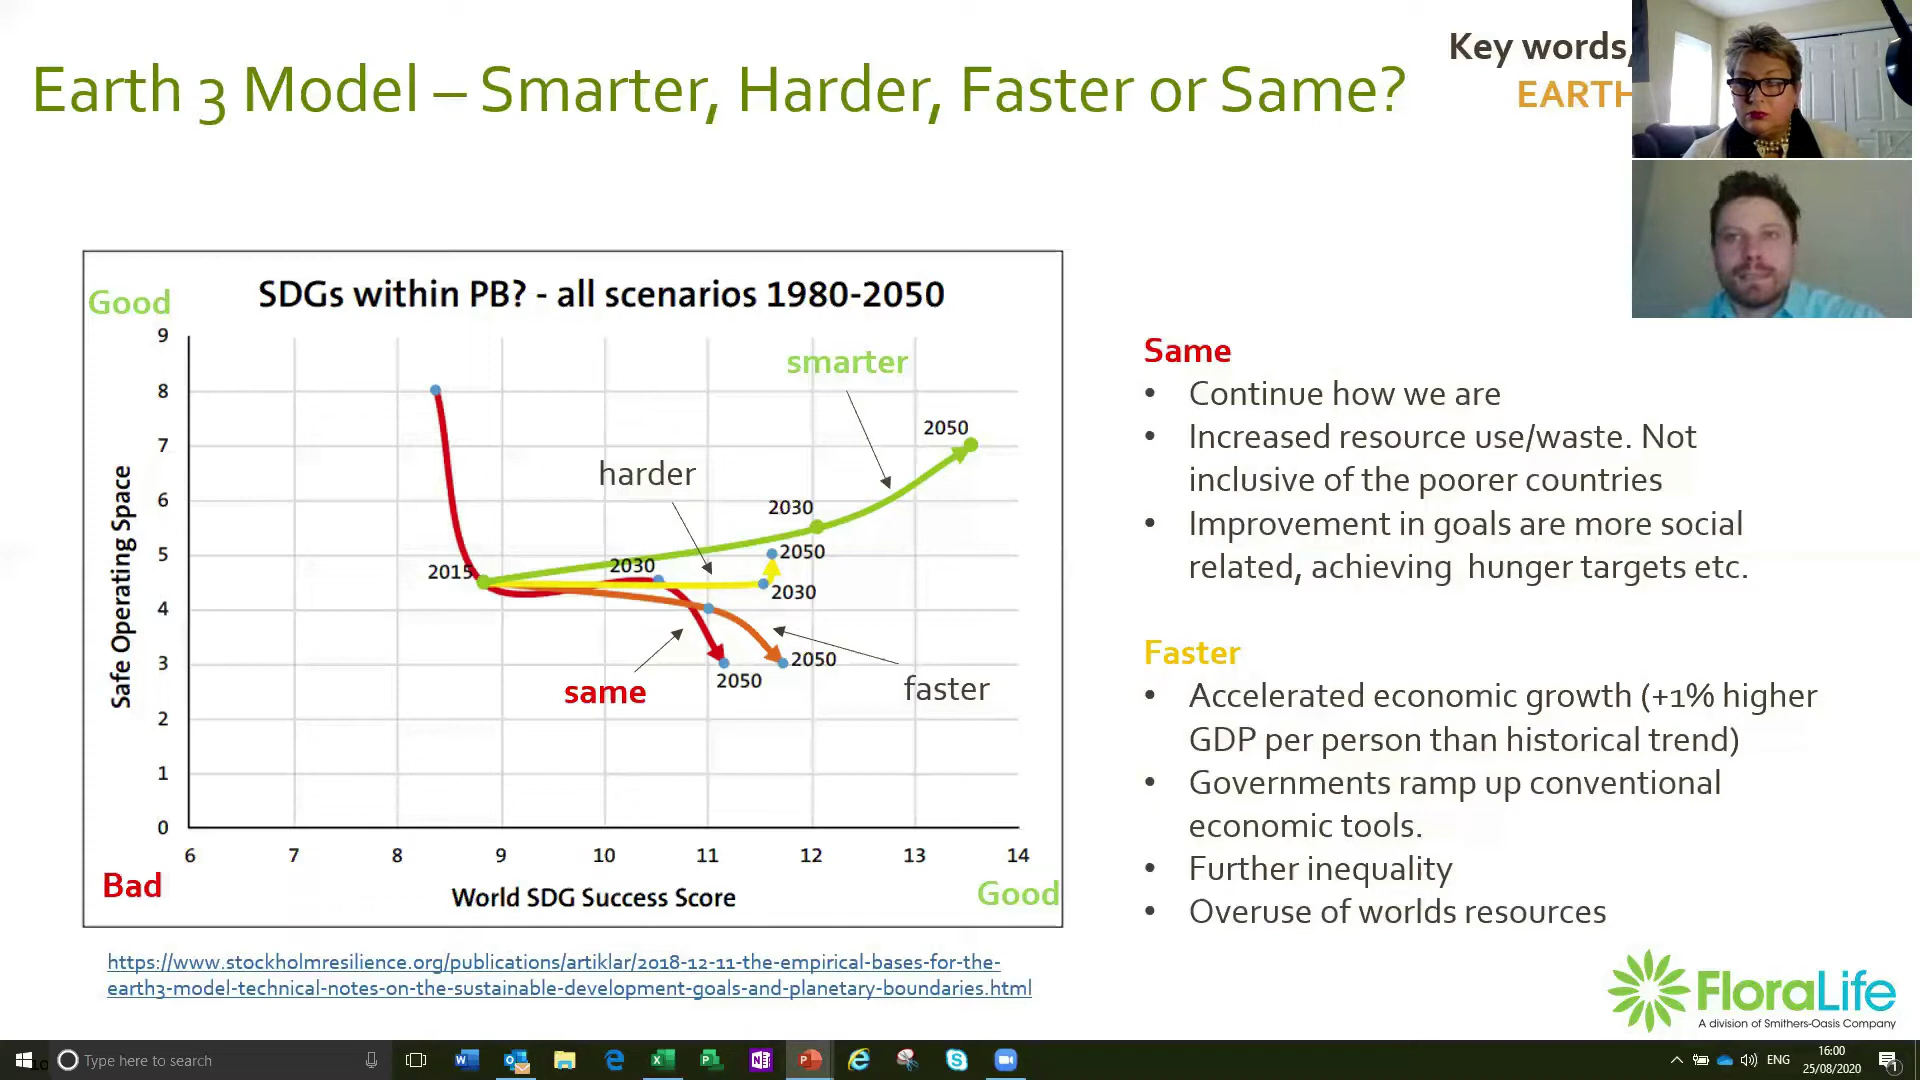 Earth 3 Model – Smarter, Harder, Faster or Same?
Key words,
EARTH
SDGs within PB? - all scenarios 1980-2050
Good
9
8
7
6
5
4
3
2
1
0
Safe Operating Space
smarter
2050
harder
2030
2050
2015
2030
2030
2050
2050
same
faster
6 7 8 9 10 11 12 13 14
Bad
World SDG Success Score
Good
https://www.stockholmresilience.org/publications/artiklar/2018-12-11-the-empirical-bases-for-the-
earth3-model-technical-notes-on-the-sustainable-development-goals-and-planetary-boundaries.html
Same
• Continue how we are
• Increased resource use/waste. Not
inclusive of the poorer countries
• Improvement in goals are more social
related, achieving hunger targets etc.
Faster
• Accelerated economic growth (+1% higher
GDP per person than historical trend)
• Governments ramp up conventional
economic tools.
• Further inequality
• Overuse of worlds resources
FloraLife
A division of Smithers-Oasis Company
Type here to search
ENG
16:00
25/08/2020